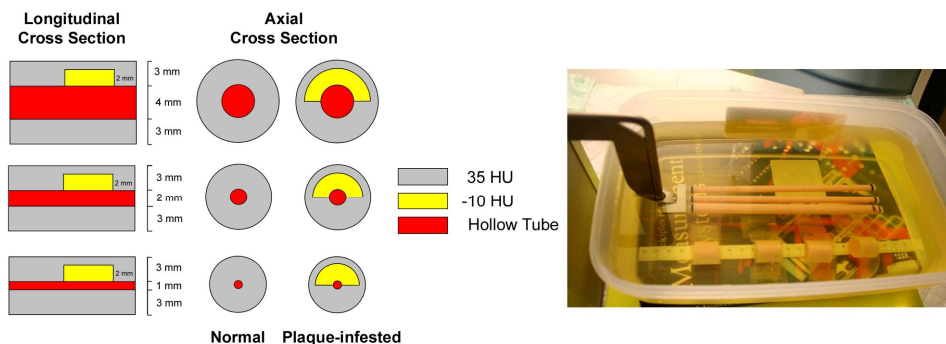 Longitudinal
Cross Section
Axial
Cross Section
2 mm
3 mm
4 mm
3 mm
2 mm
3 mm
2 mm
3 mm
2 mm
3 mm
1 mm
3 mm
35 HU
-10 HU
Hollow Tube
Normal
Plaque-infested
Measurement